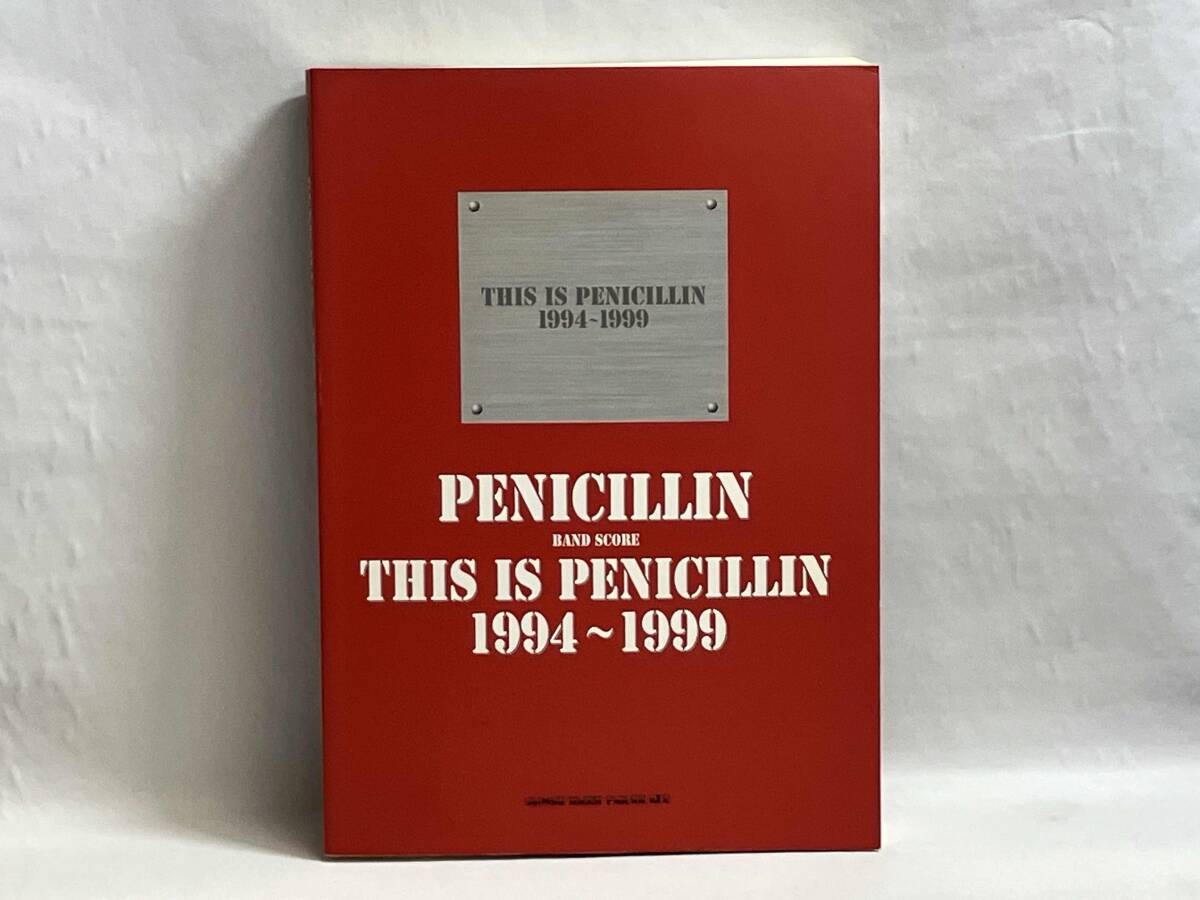 THIS IS PENICILLIN
1994~1999
PENICILLIN
BAND SCORE
THIS IS PENICILLIN
1994~1999